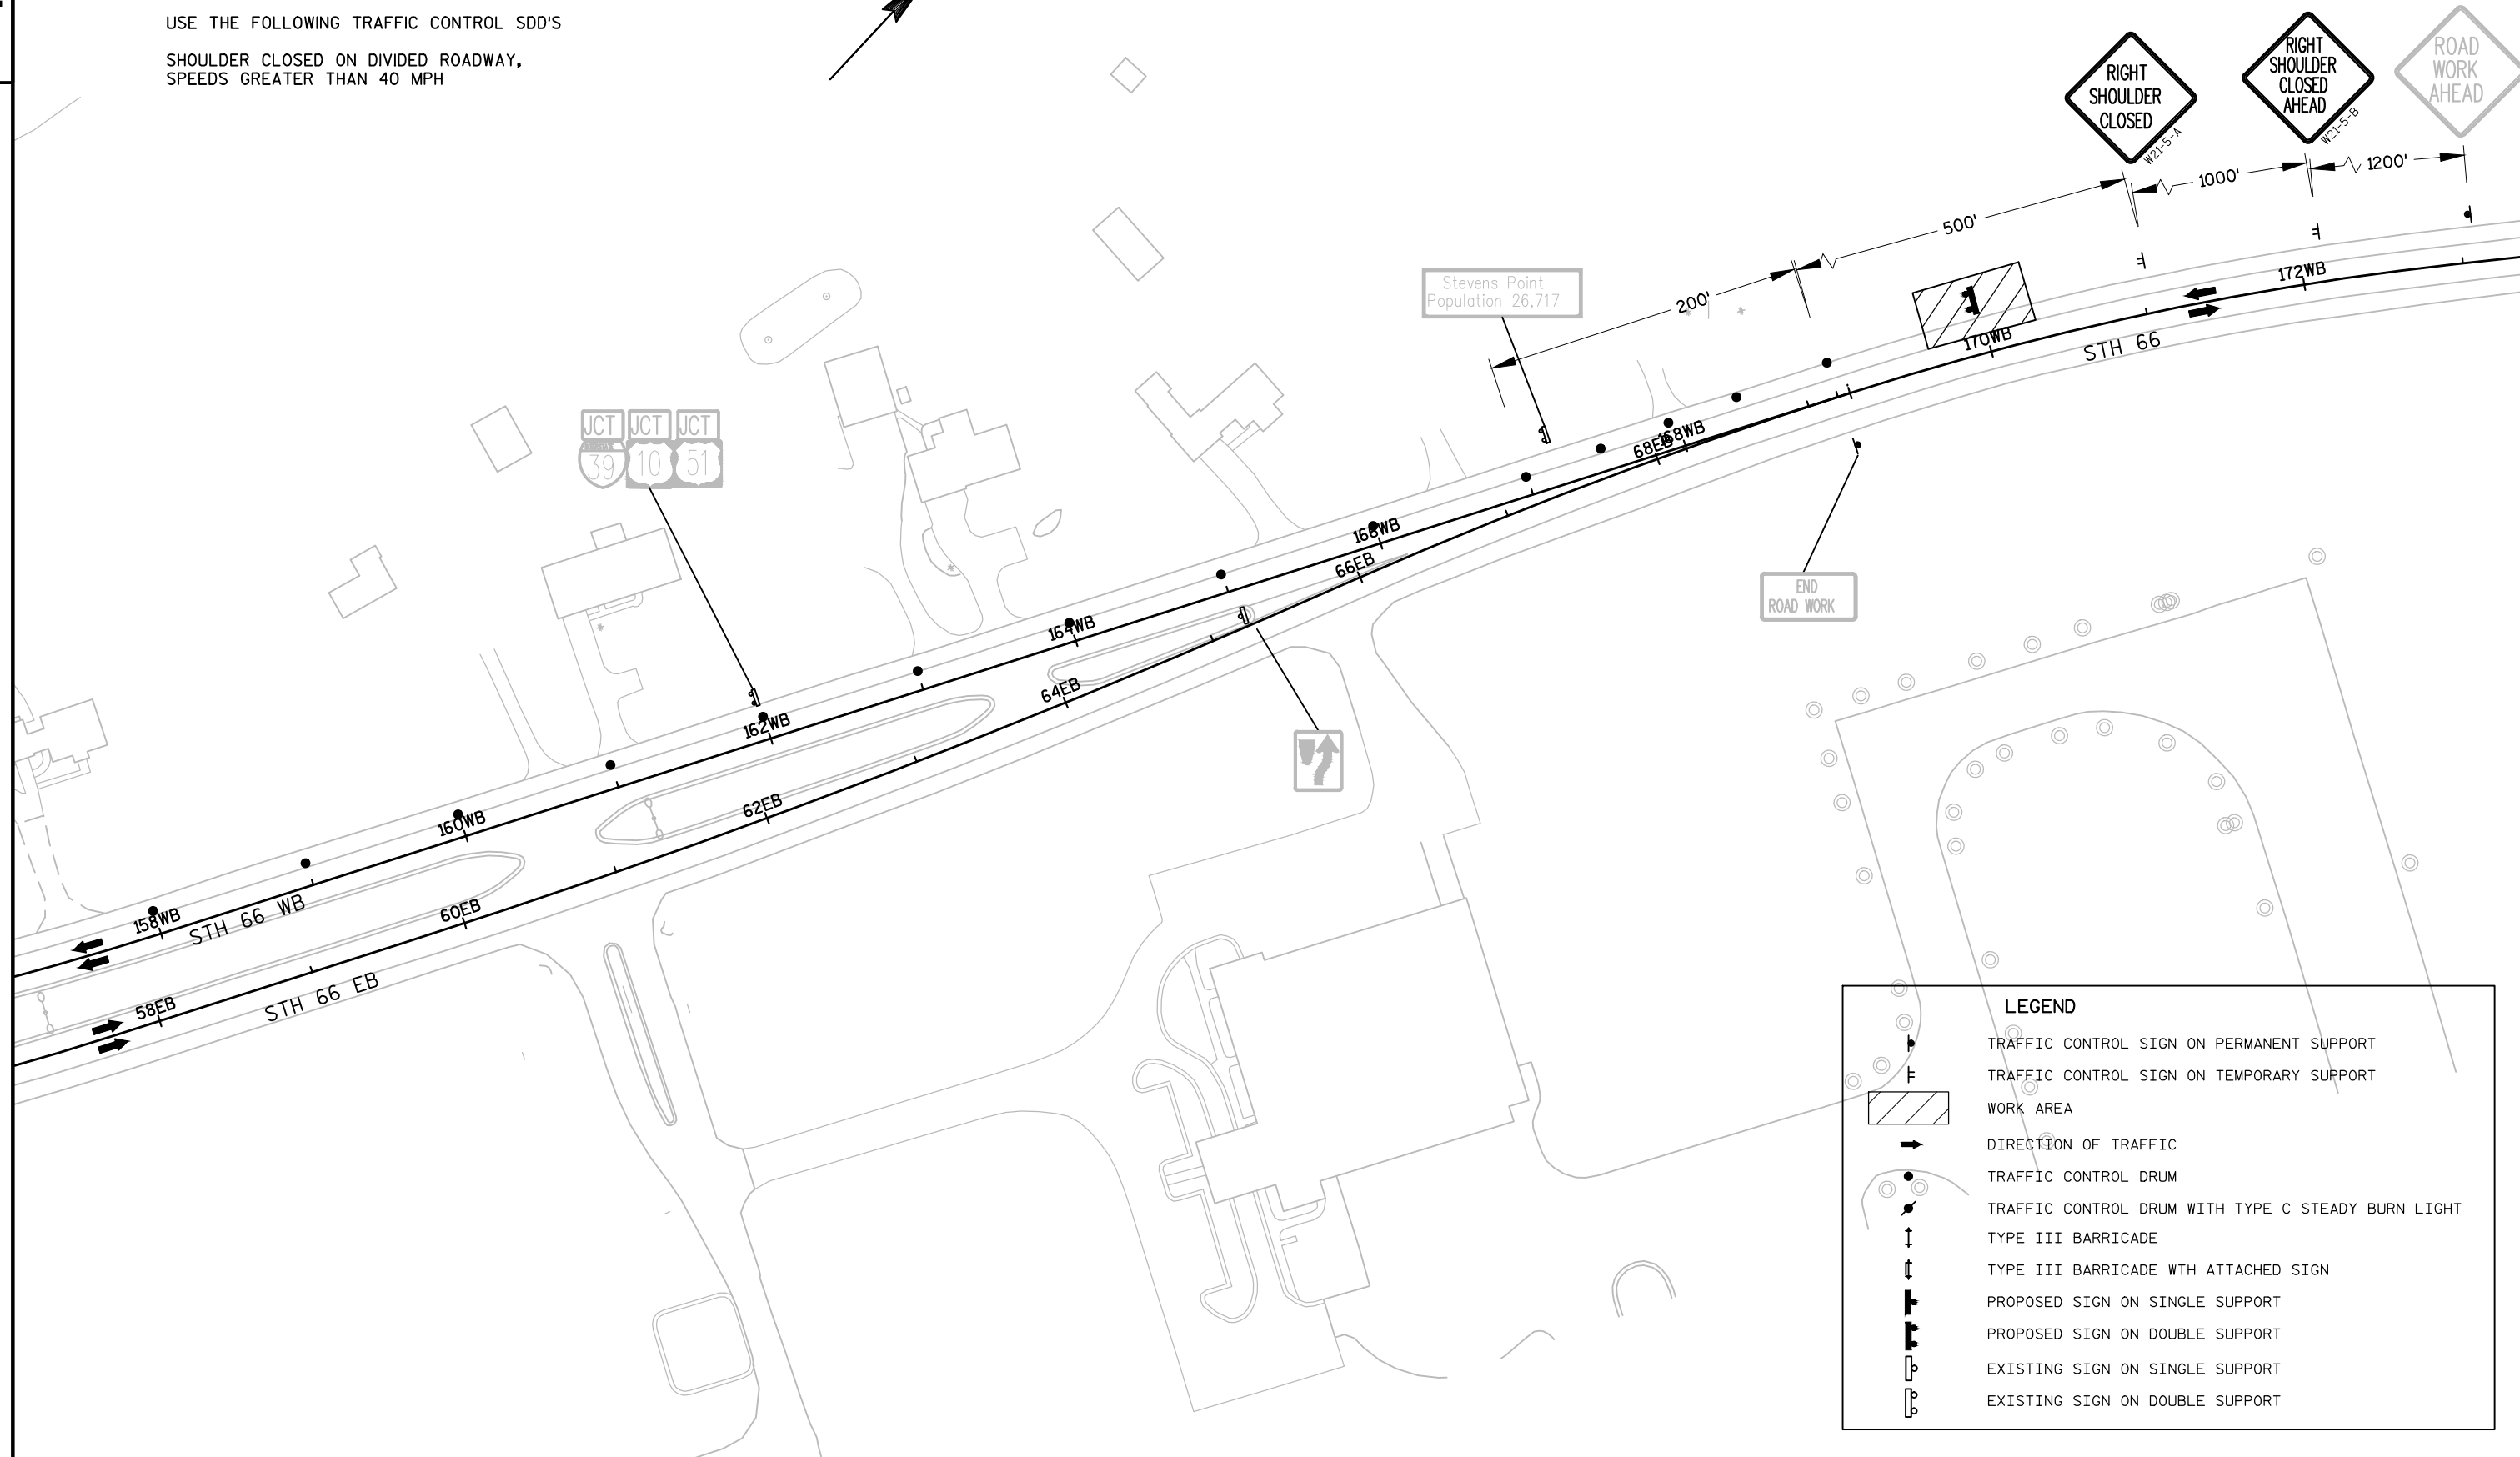 USE THE FOLLOWING TRAFFIC CONTROL SDD'S
SHOULDER CLOSED ON DIVIDED ROADWAY,
SPEEDS GREATER THAN 40 MPH
RIGHT
SHOULDER
CLOSED
W21-5-A
RIGHT
SHOULDER
CLOSED
AHEAD
W21-5-B
ROAD
WORK
AHEAD
200'
500'
1000'
1200'
Stevens Point
Population 26,717
172WB
170WB
STH 66
168WB
68EB
166WB
66EB
164WB
64EB
162WB
62EB
160WB
60EB
158WB
58EB
STH 66 WB
STH 66 EB
JCT JCT JCT
39 10 51
END
ROAD WORK
LEGEND
TRAFFIC CONTROL SIGN ON PERMANENT SUPPORT
TRAFFIC CONTROL SIGN ON TEMPORARY SUPPORT
WORK AREA
DIRECTION OF TRAFFIC
TRAFFIC CONTROL DRUM
TRAFFIC CONTROL DRUM WITH TYPE C STEADY BURN LIGHT
TYPE III BARRICADE
TYPE III BARRICADE WTH ATTACHED SIGN
PROPOSED SIGN ON SINGLE SUPPORT
PROPOSED SIGN ON DOUBLE SUPPORT
EXISTING SIGN ON SINGLE SUPPORT
EXISTING SIGN ON DOUBLE SUPPORT